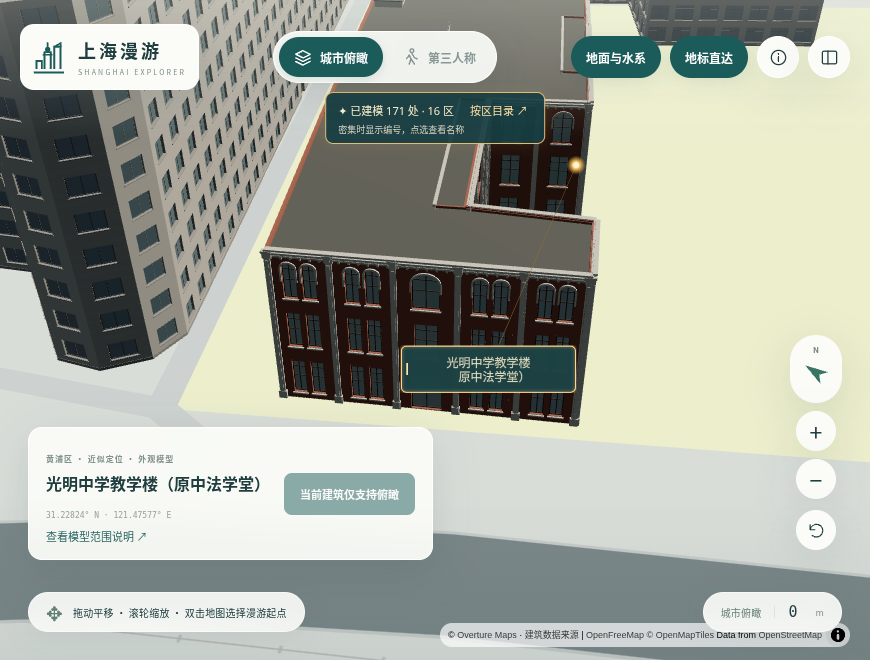 上海漫游
SHANGHAI EXPLORER
城市俯瞰
第三人称
地面与水系
地标直达
✦ 已建模 171 处 · 16 区 按区目录 ↗
密集时显示编号，点选查看名称
光明中学教学楼
原中法学堂）
N
黄浦区 · 近似定位 · 外观模型
光明中学教学楼（原中法学堂）
当前建筑仅支持俯瞰
31.22824° N · 121.47577° E
查看模型范围说明 ↗
拖动平移 · 滚轮缩放 · 双击地图选择漫游起点
城市俯瞰 0 m
© Overture Maps · 建筑数据来源 | OpenFreeMap © OpenMapTiles Data from OpenStreetMap